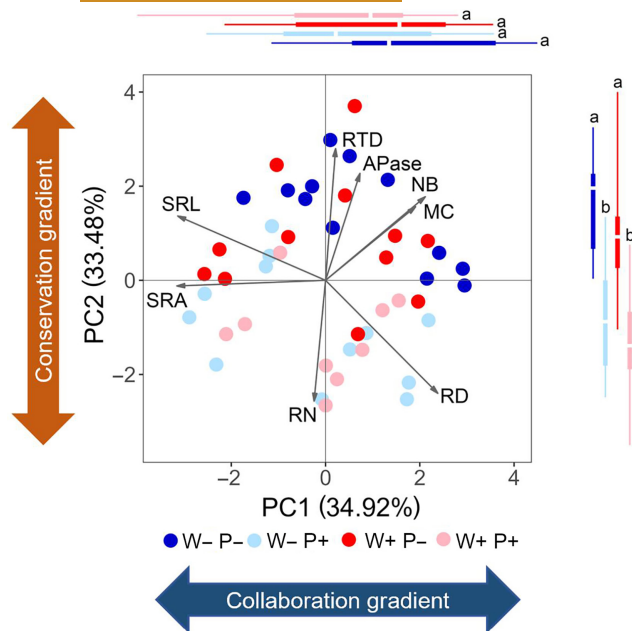 a
a
a
a
a
a
b
b
4
2
0
−2
−2
0
2
4
RTD
APase
NB
MC
SRL
SRA
RN
RD
PC2 (33.48%)
PC1 (34.92%)
Conservation gradient
W− P− W− P+ W+ P− W+ P+
Collaboration gradient